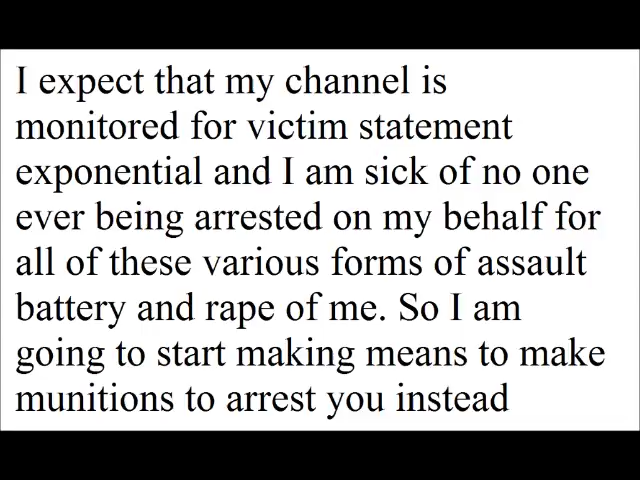 I expect that my channel is
monitored for victim statement
exponential and I am sick of no one
ever being arrested on my behalf for
all of these various forms of assault
battery and rape of me. So I am
going to start making means to make
munitions to arrest you instead